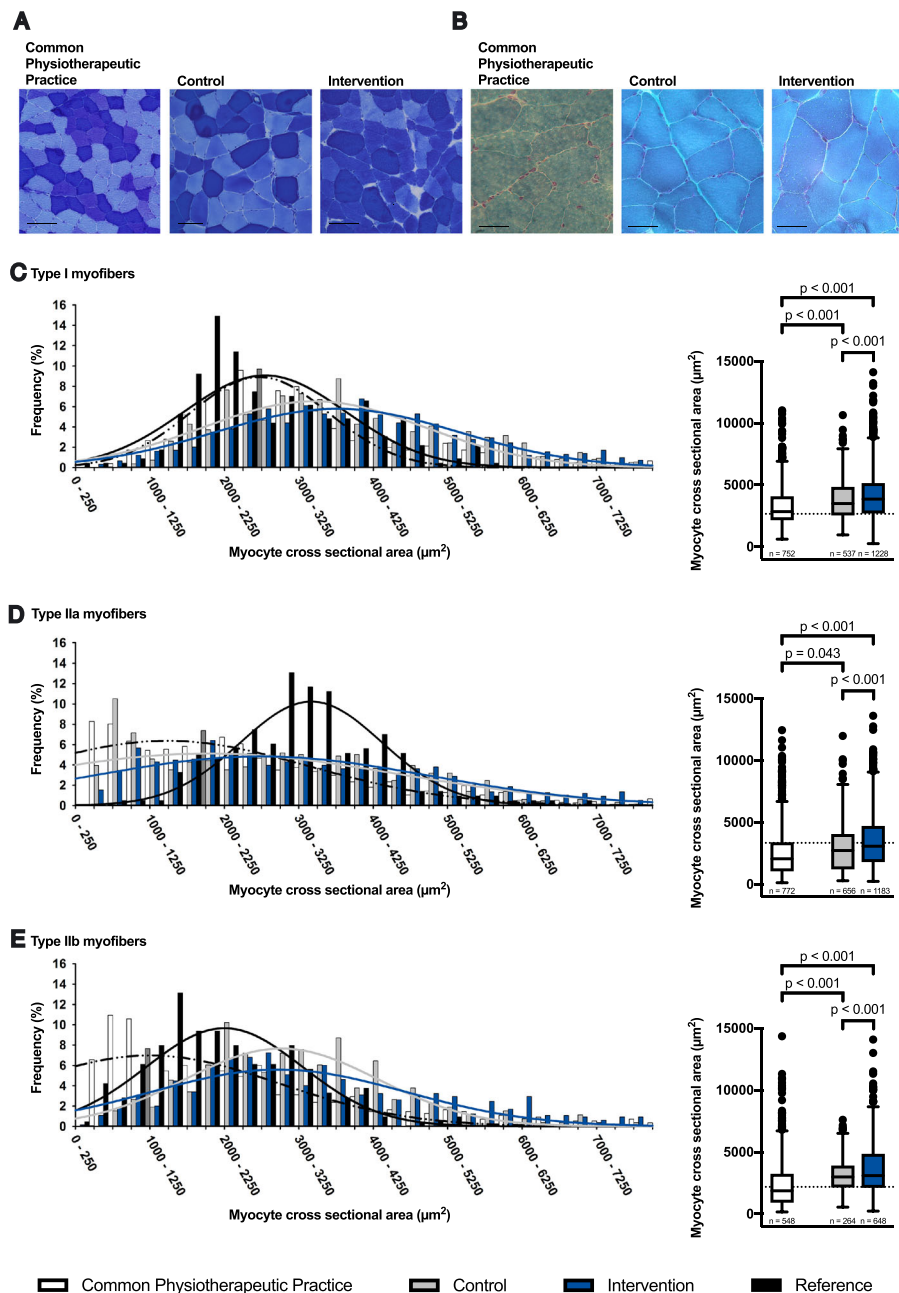 A
B
Common
Physiotherapeutic
Practice
Control
Intervention
Common
Physiotherapeutic
Practice
Control
Intervention
C Type I myofibers
Frequency (%)
16
14
12
10
8
6
4
2
0
0 - 250
1000 - 1250
2000 - 2250
3000 - 3250
4000 - 4250
5000 - 5250
6000 - 6250
7000 - 7250
Myocyte cross sectional area (µm²)
p < 0.001
p < 0.001
p < 0.001
Myocyte cross sectional area (µm²)
15000
10000
5000
0
n = 752
n = 537
n = 1228
D Type IIa myofibers
Frequency (%)
16
14
12
10
8
6
4
2
0
0 - 250
1000 - 1250
2000 - 2250
3000 - 3250
4000 - 4250
5000 - 5250
6000 - 6250
7000 - 7250
Myocyte cross sectional area (µm²)
p < 0.001
p = 0.043
p < 0.001
Myocyte cross sectional area (µm²)
15000
10000
5000
0
n = 772
n = 656
n = 1183
E Type IIb myofibers
Frequency (%)
16
14
12
10
8
6
4
2
0
0 - 250
1000 - 1250
2000 - 2250
3000 - 3250
4000 - 4250
5000 - 5250
6000 - 6250
7000 - 7250
Myocyte cross sectional area (µm²)
p < 0.001
p < 0.001
p < 0.001
Myocyte cross sectional area (µm²)
15000
10000
5000
0
n = 548
n = 264
n = 648
Common Physiotherapeutic Practice
Control
Intervention
Reference